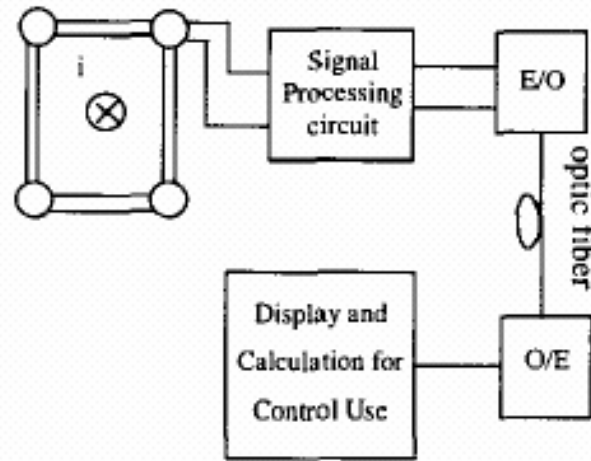 i
Signal
Processing
circuit
E/O
optic fiber
O/E
Display and
Calculation for
Control Use